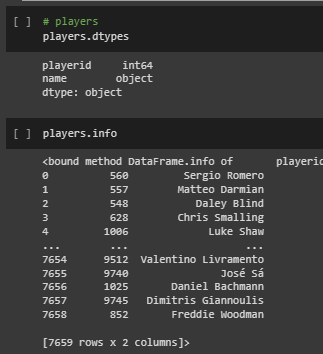 [ ] # players
players.dtypes
playerid int64
name object
dtype: object
[ ] players.info
<bound method DataFrame.info of playerid
0 560 Sergio Romero
1 557 Matteo Darmian
2 548 Daley Blind
3 628 Chris Smalling
4 1006 Luke Shaw
... ... ...
7654 9512 Valentino Livramento
7655 9740 José Sá
7656 1025 Daniel Bachmann
7657 9745 Dimitris Giannoulis
7658 852 Freddie Woodman
[7659 rows x 2 columns]>